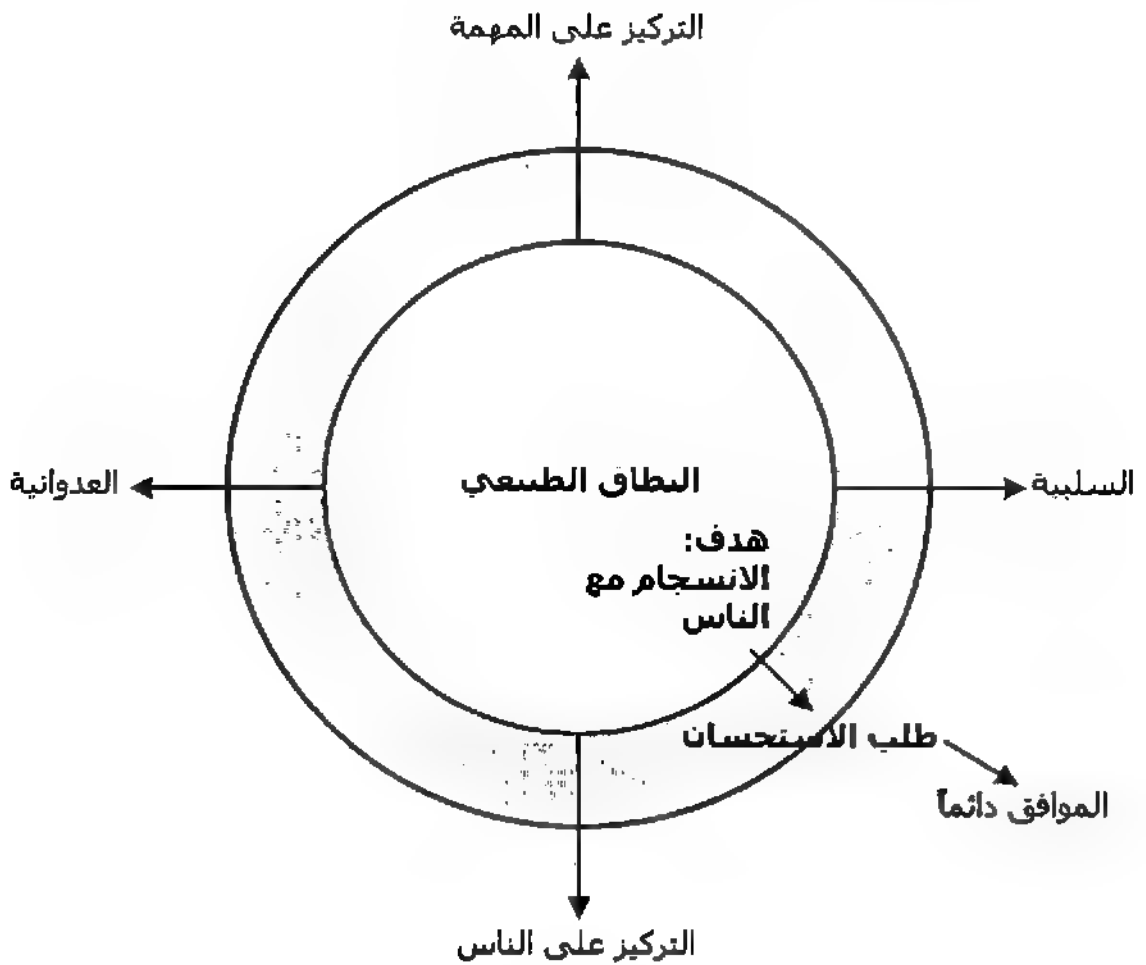 التركيز على المهمة
العدوانية
النطاق الطبيعي
السلبية
هدف:
الانسجام مع
الناس
طلب الاستحسان
الموافق دائماً
التركيز على الناس